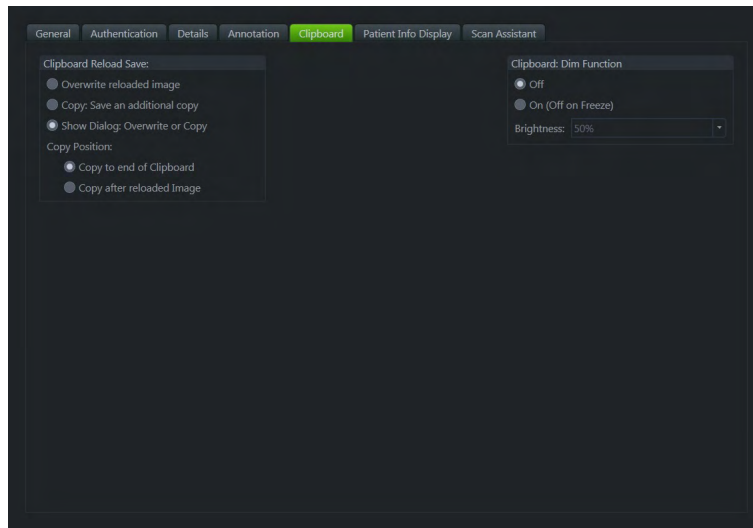 General Authentication Details Annotation Clipboard Patient Info Display Scan Assistant
Clipboard Reload Save:
Overwrite reloaded image
Copy: Save an additional copy
Show Dialog: Overwrite or Copy
Copy Position:
Copy to end of Clipboard
Copy after reloaded Image
Clipboard: Dim Function
Off
On (Off on Freeze)
Brightness: 50%